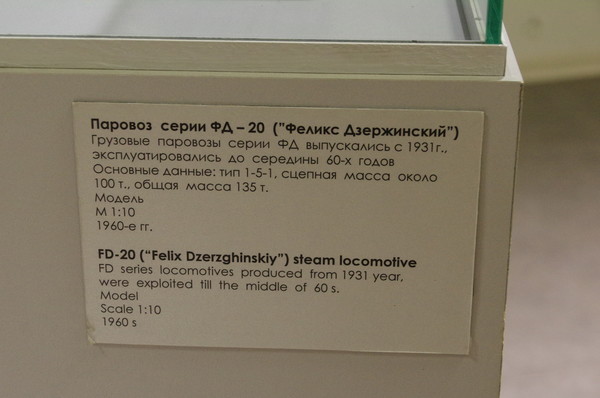 Паровоз серии ФД – 20 ("Феликс Дзержинский")
Грузовые паровозы серии ФД выпускались с 1931г.,
эксплуатировались до середины 60-х годов
Основные данные: тип 1-5-1, сцепная масса около
100 т., общая масса 135 т.
Модель
М 1:10
1960-е гг.
FD-20 ("Felix Dzerzghinskiy") steam locomotive
FD series locomotives produced from 1931 year,
were exploited till the middle of 60 s.
Model
Scale 1:10
1960 s